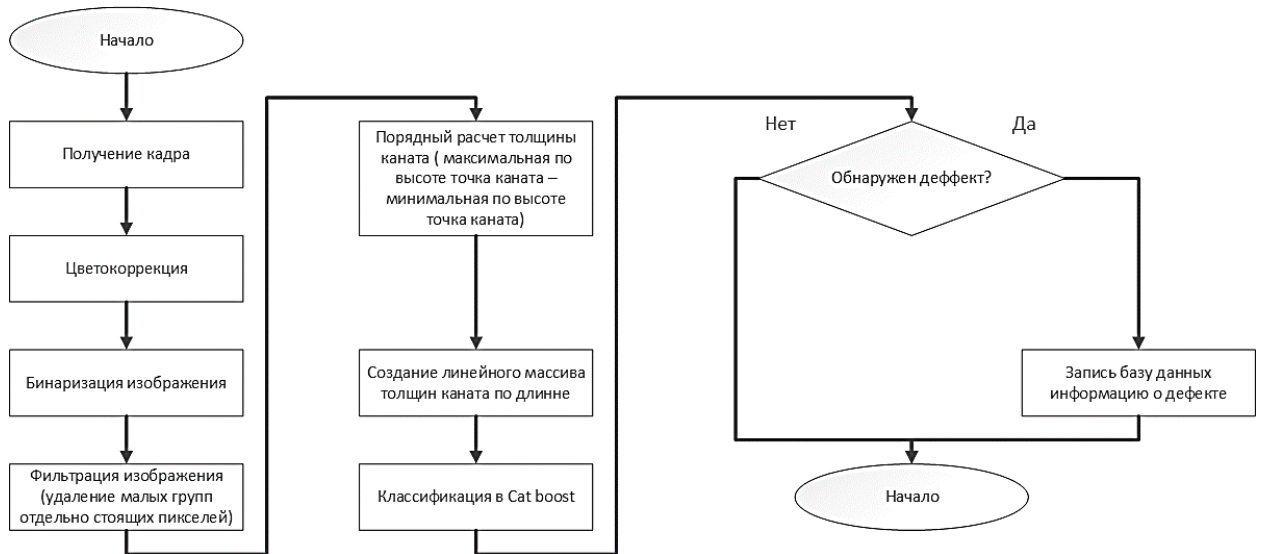 Начало
Получение кадра
Цветокоррекция
Бинаризация изображения
Фильтрация изображения
(удаление малых групп
отдельно стоящих пикселей)
Порядный расчет толщины
каната ( максимальная по
высоте точка каната –
минимальная по высоте
точка каната)
Создание линейного массива
толщин каната по длинне
Классификация в Cat boost
Нет
Да
Обнаружен деффект?
Запись базу данных
информацию о дефекте
Начало